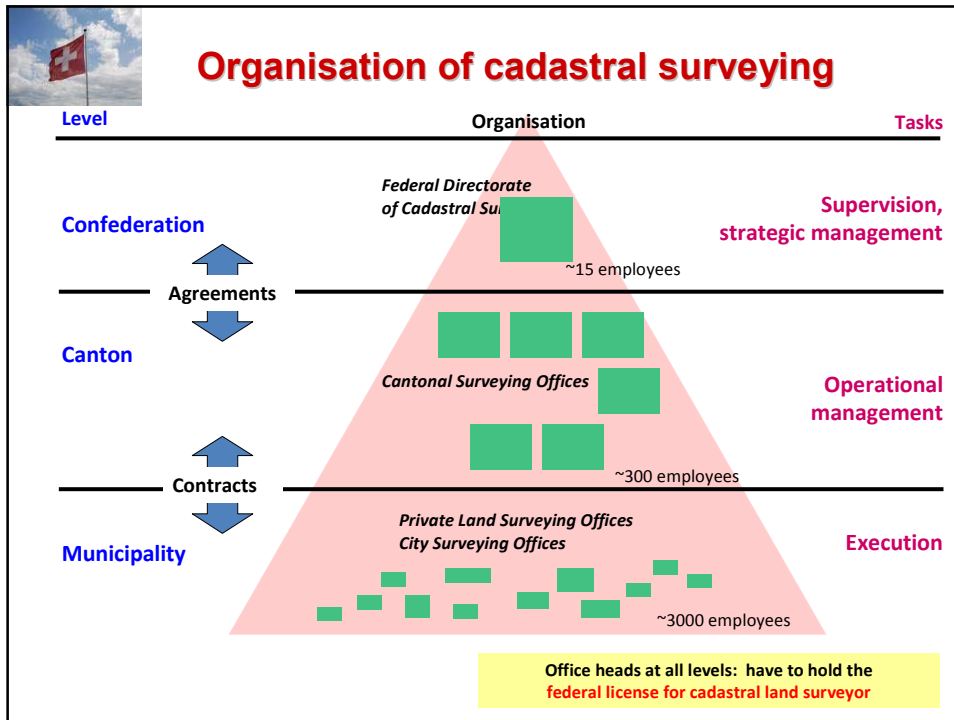 Organisation of cadastral surveying
Level
Organisation
Tasks
Federal Directorate
of Cadastral
Confederation
Supervision,
strategic management
~15 employees
Agreements
Canton
Cantonal Surveying Offices
Operational
management
~300 employees
Contracts
Private Land Surveying Offices
City Surveying Offices
Municipality
Execution
~3000 employees
Office heads at all levels: have to hold the
federal license for cadastral land surveyor